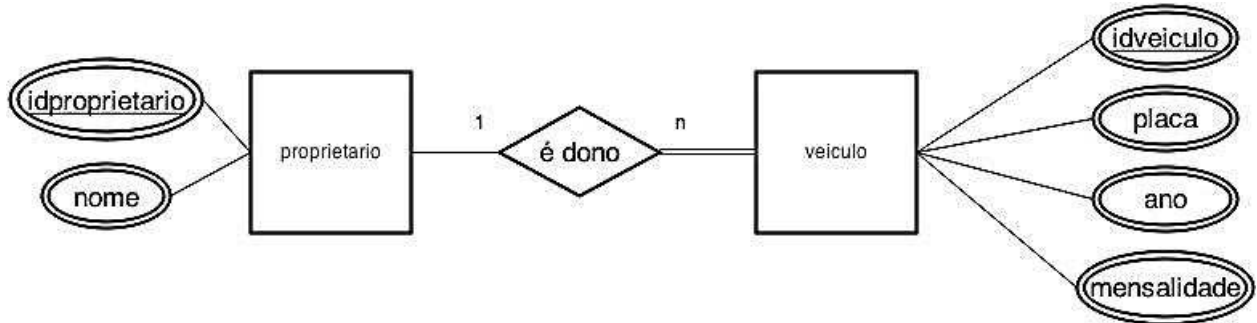 idproprietario
nome
proprietario
1
é dono
n
veiculo
idveiculo
placa
ano
mensalidade